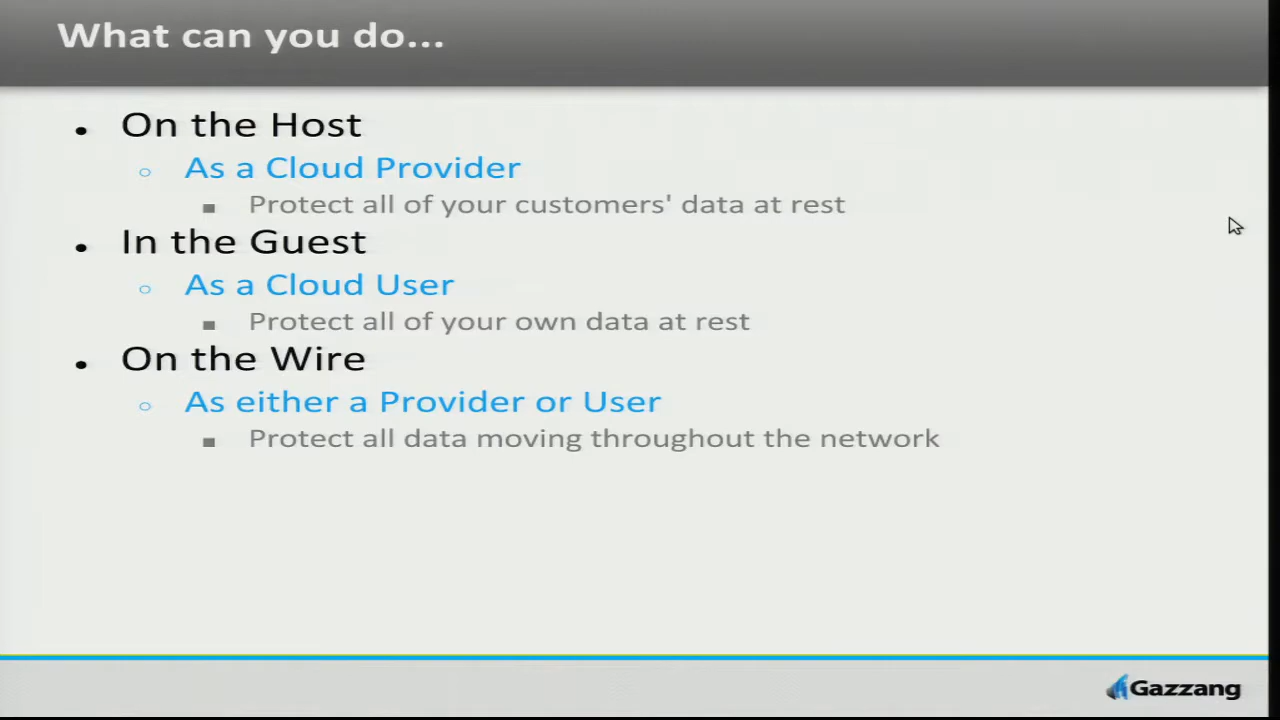 What can you do...
On the Host
As a Cloud Provider
Protect all of your customers' data at rest
In the Guest
As a Cloud User
Protect all of your own data at rest
On the Wire
As either a Provider or User
Protect all data moving throughout the network
Gazzang